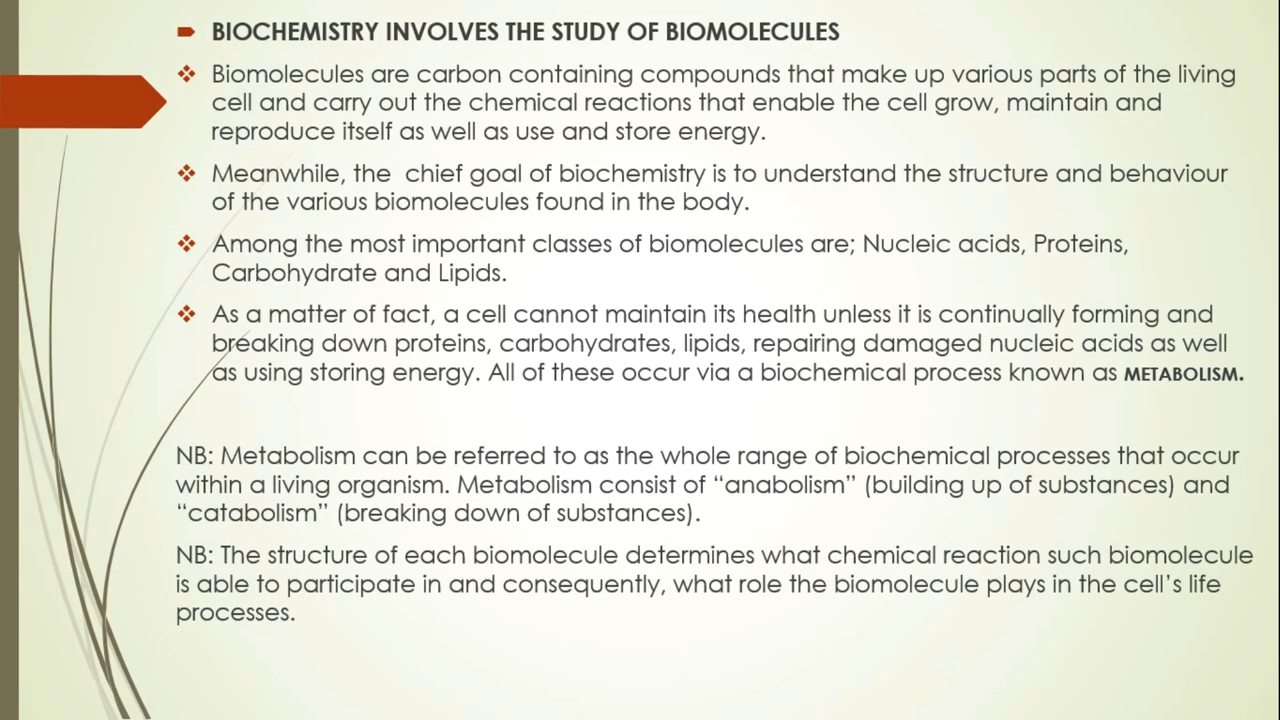 BIOCHEMISTRY INVOLVES THE STUDY OF BIOMOLECULES
Biomolecules are carbon containing compounds that make up various parts of the living
cell and carry out the chemical reactions that enable the cell grow, maintain and
reproduce itself as well as use and store energy.
Meanwhile, the  chief goal of biochemistry is to understand the structure and behaviour
of the various biomolecules found in the body.
Among the most important classes of biomolecules are; Nucleic acids, Proteins,
Carbohydrate and Lipids.
As a matter of fact, a cell cannot maintain its health unless it is continually forming and
breaking down proteins, carbohydrates, lipids, repairing damaged nucleic acids as well
as using storing energy. All of these occur via a biochemical process known as METABOLISM.
NB: Metabolism can be referred to as the whole range of biochemical processes that occur
within a living organism. Metabolism consist of “anabolism” (building up of substances) and
“catabolism” (breaking down of substances).
NB: The structure of each biomolecule determines what chemical reaction such biomolecule
is able to participate in and consequently, what role the biomolecule plays in the cell’s life
processes.